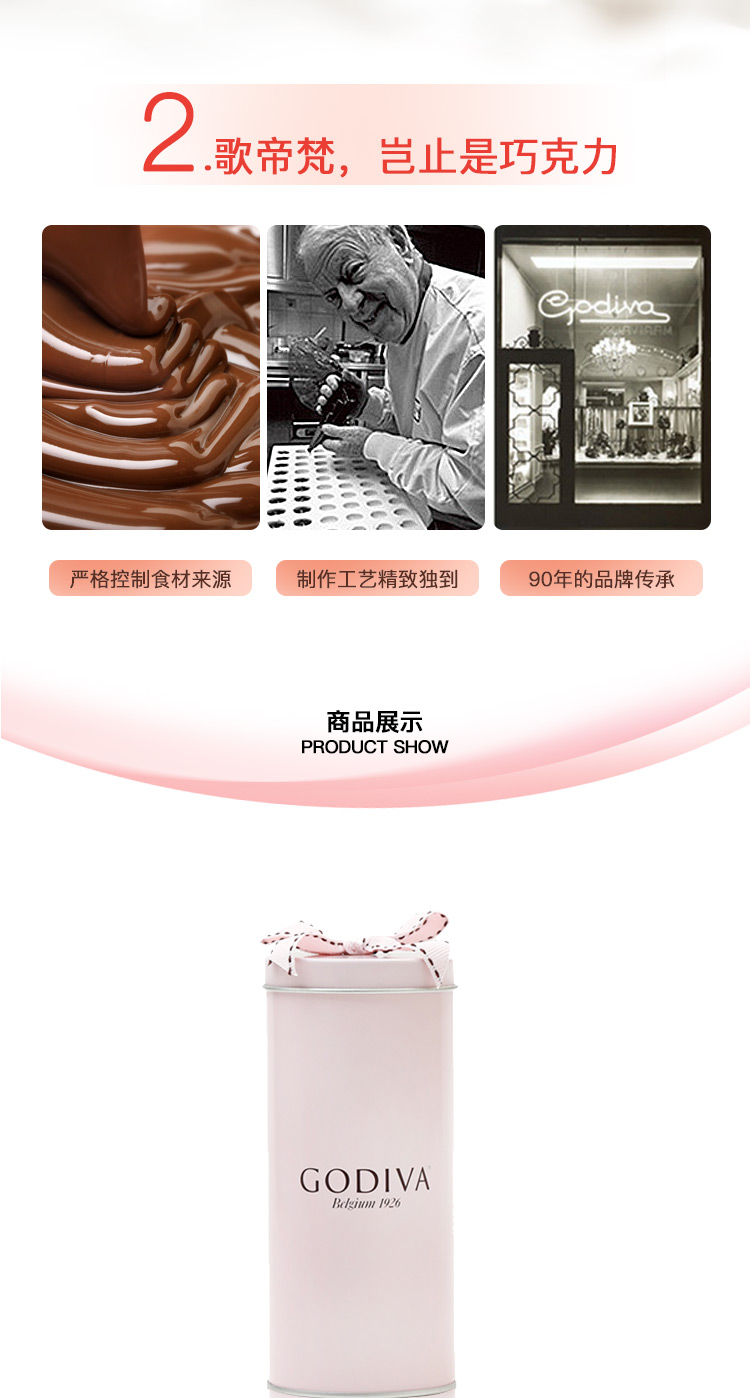 2.歌帝梵，岂止是巧克力
Godiva
严格控制食材来源
制作工艺精致独到
90年的品牌传承
商品展示
PRODUCT SHOW
GODIVA
Belgium 1926